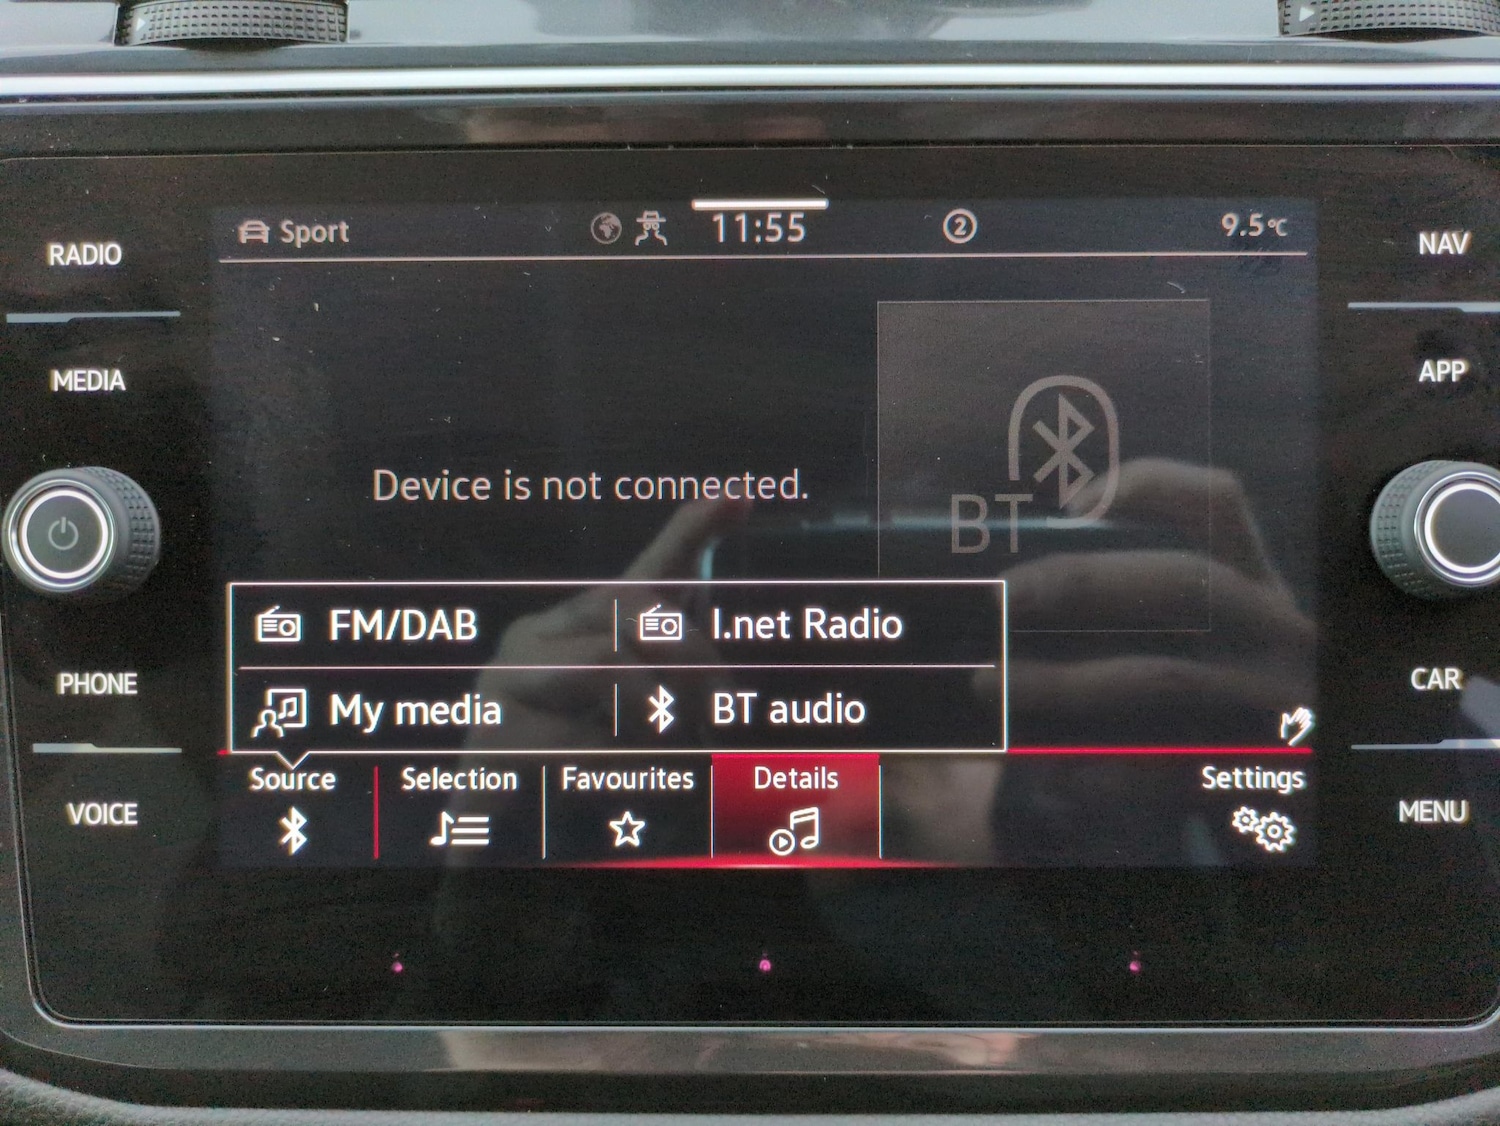 Sport 11:55 2 9.5°C
RADIO
NAV
MEDIA
APP
Device is not connected.
BT
FM/DAB I.net Radio
PHONE
CAR
My media BT audio
Source Selection Favourites Details Settings
VOICE
MENU